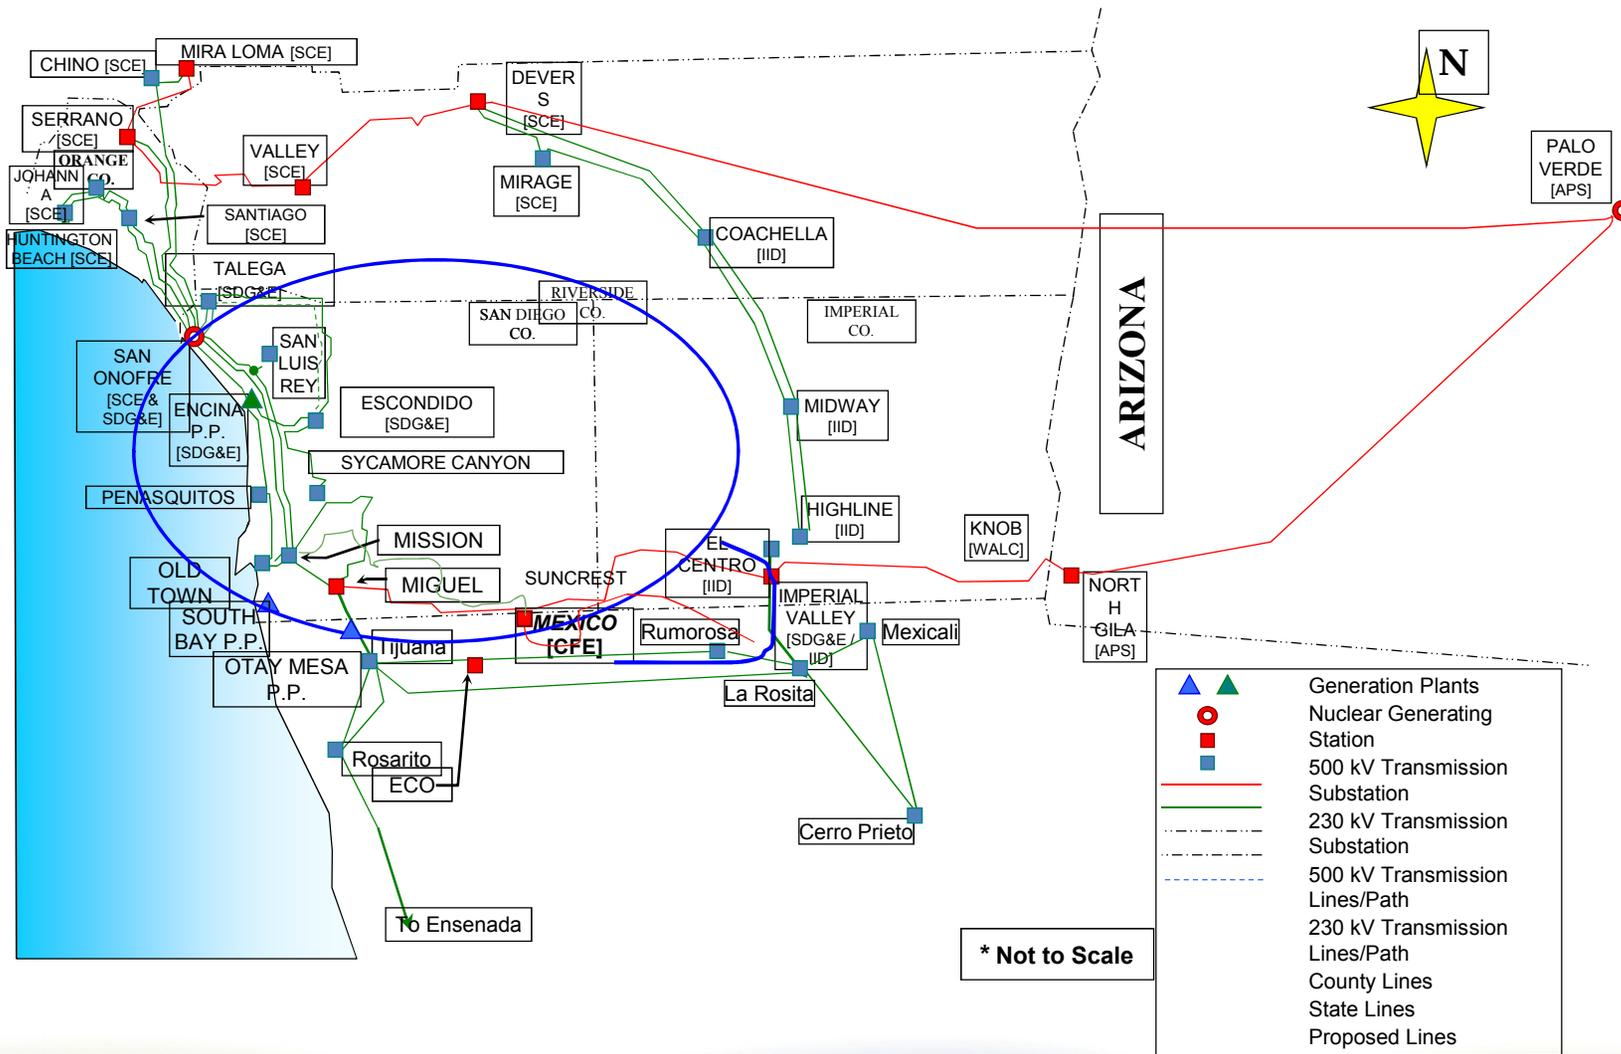 MIRA LOMA [SCE]
CHINO [SCE]
N
DEVER
S
[SCE]
SERRANO
[SCE]
ORANGE
CO.
VALLEY
[SCE]
PALO
VERDE
[APS]
JOHANN
A
[SCE]
MIRAGE
[SCE]
SANTIAGO
[SCE]
HUNTINGTON
BEACH [SCE]
COACHELLA
[IID]
TALEGA
[SDG&E]
RIVERSIDE
CO.
SAN DIEGO
CO.
IMPERIAL
CO.
ARIZONA
SAN
LUIS
REY
SAN
ONOFRE
[SCE &
SDG&E]
ENCINA
P.P.
[SDG&E]
ESCONDIDO
[SDG&E]
MIDWAY
[IID]
SYCAMORE CANYON
PENASQUITOS
HIGHLINE
[IID]
KNOB
[WALC]
MISSION
EL
CENTRO
[IID]
OLD
TOWN
MIGUEL
SUNCREST
NORT
H
GILA
[APS]
IMPERIAL
VALLEY
[SDG&E /
IID]
SOUTH
BAY P.P.
MEXICO
[CFE]
Rumorosa
Mexicali
Tijuana
OTAY MESA
P.P.
La Rosita
Rosarito
ECO
Cerro Prieto
To Ensenada
* Not to Scale
Generation Plants
Nuclear Generating
Station
500 kV Transmission
Substation
230 kV Transmission
Substation
500 kV Transmission
Lines/Path
230 kV Transmission
Lines/Path
County Lines
State Lines
Proposed Lines